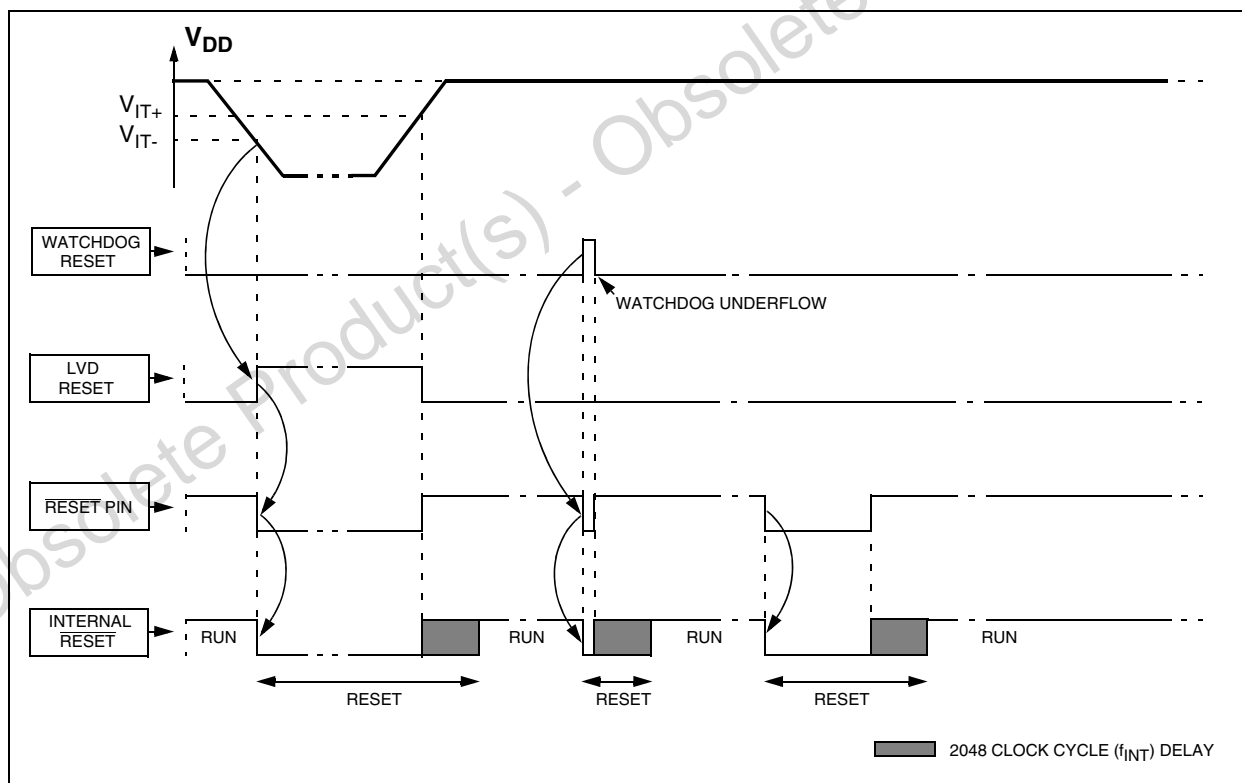 VDD
VIT+
VIT-
WATCHDOG
RESET
WATCHDOG UNDERFLOW
LVD
RESET
RESET PIN
INTERNAL
RESET
RUN
RUN
RUN
RUN
RESET
RESET
RESET
2048 CLOCK CYCLE (fINT) DELAY
Obsolete Product(s) - Obsolete